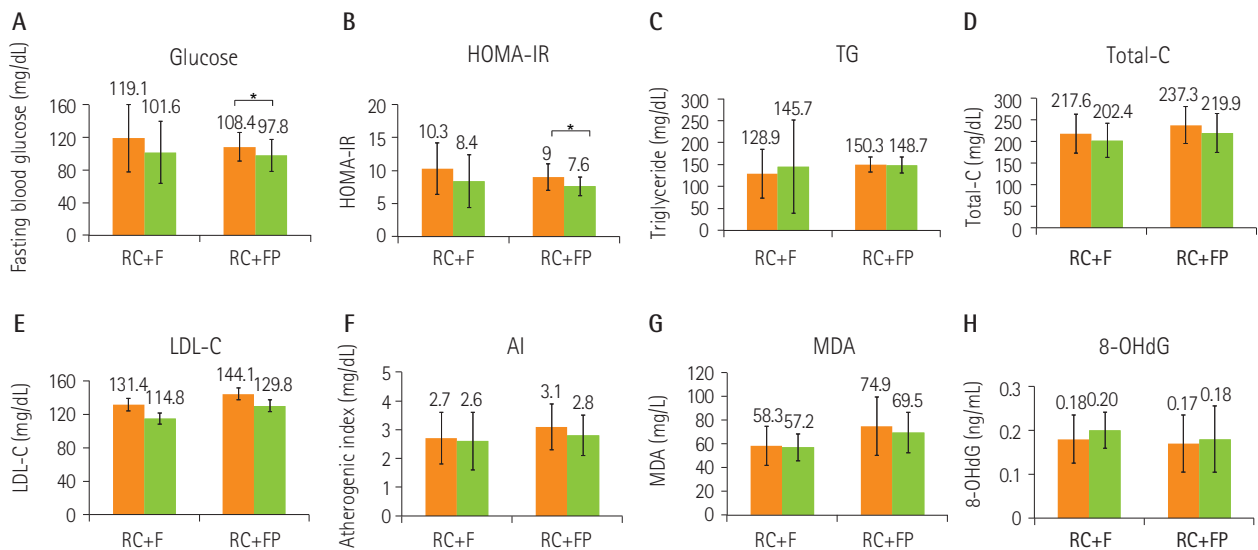 A
Glucose
Fasting blood glucose (mg/dL)
160
120
80
40
0
119.1
101.6
108.4
97.8
*
RC+F
RC+FP
B
HOMA-IR
HOMA-IR
20
15
10
5
0
10.3
8.4
9
7.6
*
RC+F
RC+FP
C
TG
Triglyceride (mg/dL)
300
250
200
150
100
50
0
128.9
145.7
150.3
148.7
RC+F
RC+FP
D
Total-C
Total-C (mg/dL)
300
250
200
250
200
250
0
217.6
202.4
237.3
219.9
RC+F
RC+FP
E
LDL-C
LDL-C (mg/dL)
160
130
120
130
160
130
0
131.4
114.8
144.1
129.8
RC+F
RC+FP
F
AI
Atherogenic index (mg/dL)
5
4
3
2
1
0
2.7
2.6
3.1
2.8
RC+F
RC+FP
G
MDA
MDA (mg/L)
120
100
80
60
40
20
0
58.3
57.2
74.9
69.5
RC+F
RC+FP
H
8-OHdG
8-OHdG (ng/mL)
0.3
0.2
0.1
0
0.18
0.20
0.17
0.18
RC+F
RC+FP